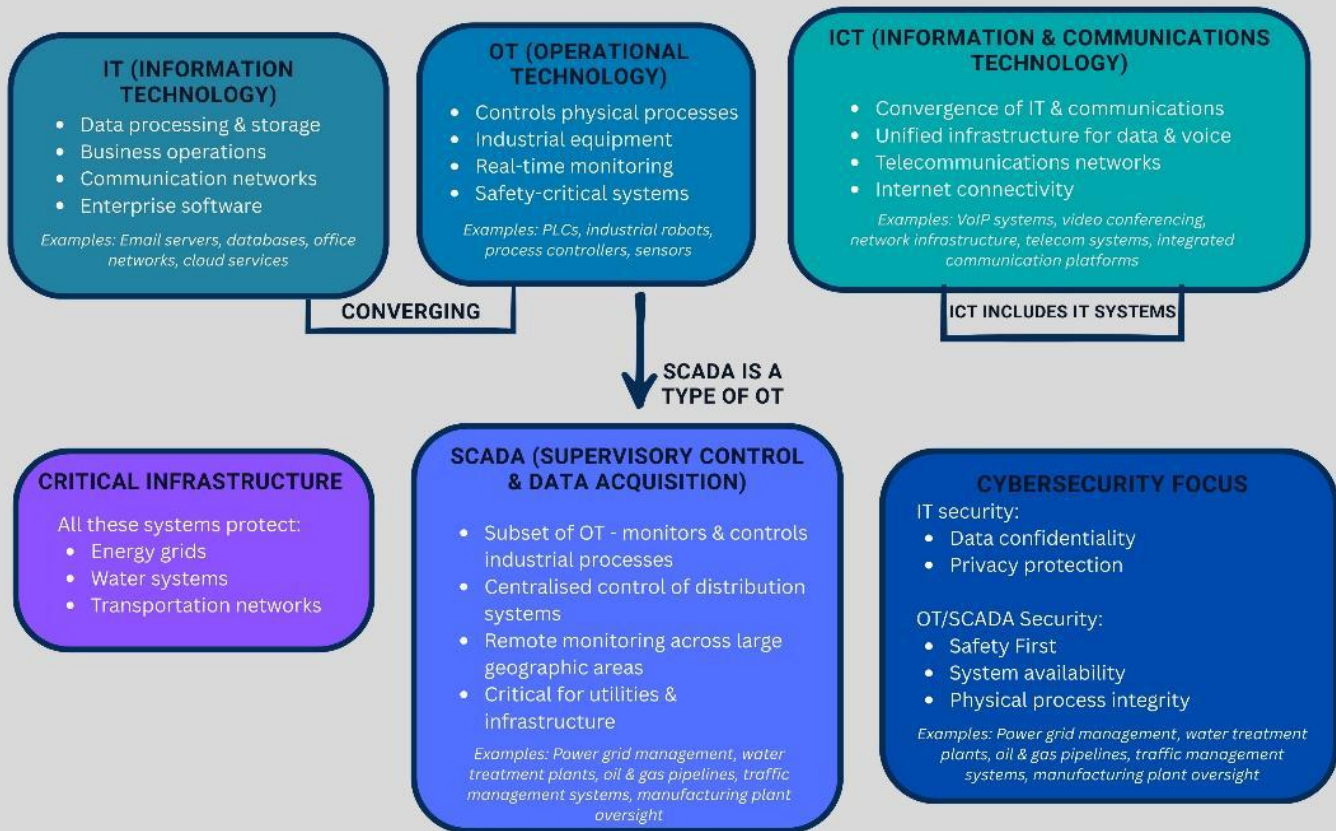 IT (INFORMATION
TECHNOLOGY)
• Data processing & storage
• Business operations
• Communication networks
• Enterprise software
Examples: Email servers, databases, office
networks, cloud services
OT (OPERATIONAL
TECHNOLOGY)
• Controls physical processes
• Industrial equipment
• Real-time monitoring
• Safety-critical systems
Examples: PLCs, industrial robots,
process controllers, sensors
ICT (INFORMATION & COMMUNICATIONS
TECHNOLOGY)
• Convergence of IT & communications
• Unified infrastructure for data & voice
• Telecommunications networks
• Internet connectivity
Examples: VoIP systems, video conferencing,
network infrastructure, telecom systems, integrated
communication platforms
CONVERGING
ICT INCLUDES IT SYSTEMS
SCADA IS A
TYPE OF OT
CRITICAL INFRASTRUCTURE
All these systems protect:
• Energy grids
• Water systems
• Transportation networks
SCADA (SUPERVISORY CONTROL
& DATA ACQUISITION)
• Subset of OT - monitors & controls
industrial processes
• Centralised control of distribution
systems
• Remote monitoring across large
geographic areas
• Critical for utilities &
infrastructure
Examples: Power grid management, water
treatment plants, oil & gas pipelines, traffic
management systems, manufacturing plant
oversight
CYBERSECURITY FOCUS
IT security:
• Data confidentiality
• Privacy protection
OT/SCADA Security:
• Safety First
• System availability
• Physical process integrity
Examples: Power grid management, water treatment
plants, oil & gas pipelines, traffic management
systems, manufacturing plant oversight